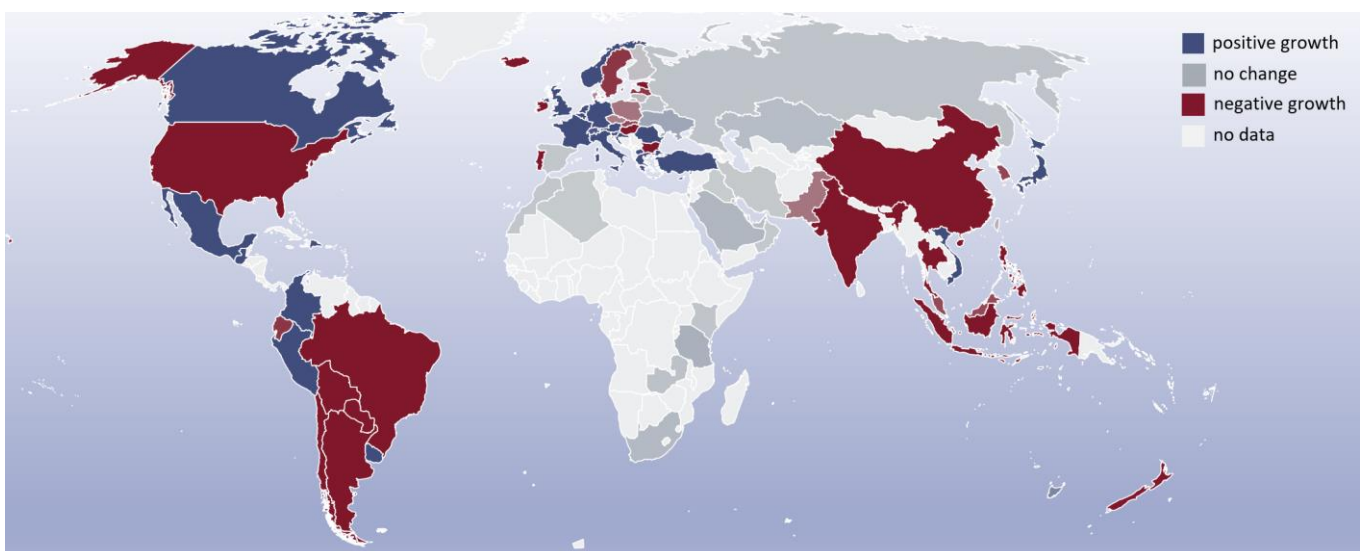 positive growth
no change
negative growth
no data